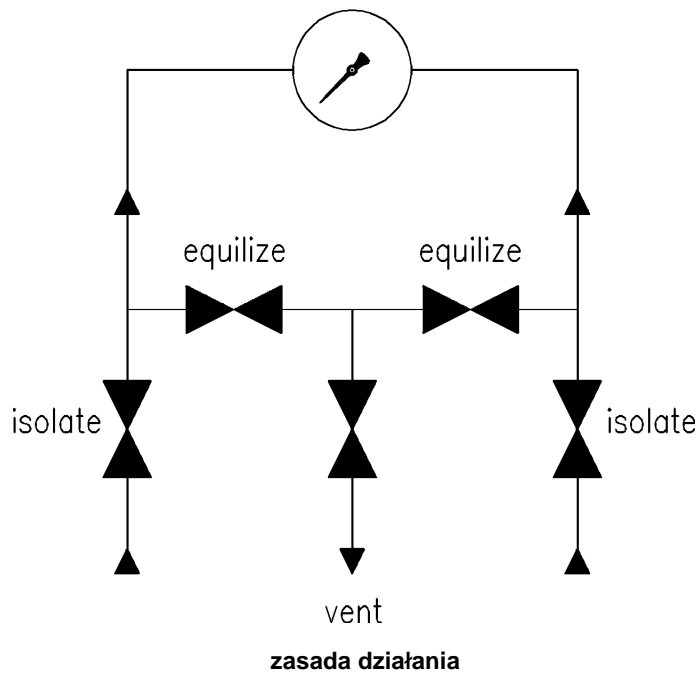 equilize
equilize
isolate
isolate
vent
zasada działania